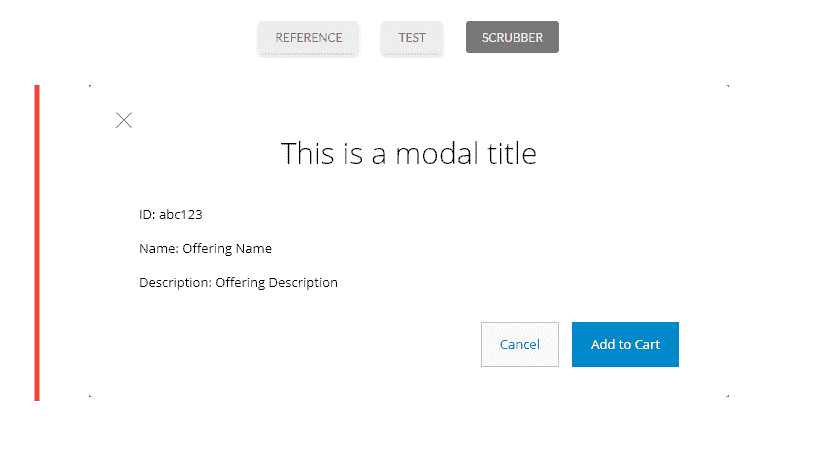 REFERENCE
TEST
SCRUBBER
This is a modal title
ID: abc123
Name: Offering Name
Description: Offering Description
Cancel
Add to Cart